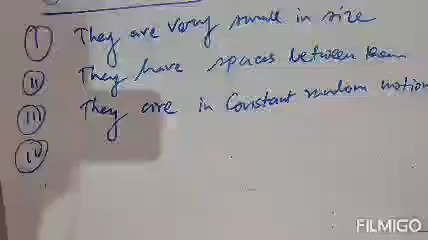 (i) They are very small in size
(ii) They have spaces between them
(iii) They are in Constant random motion
(iv)
FILMIGO